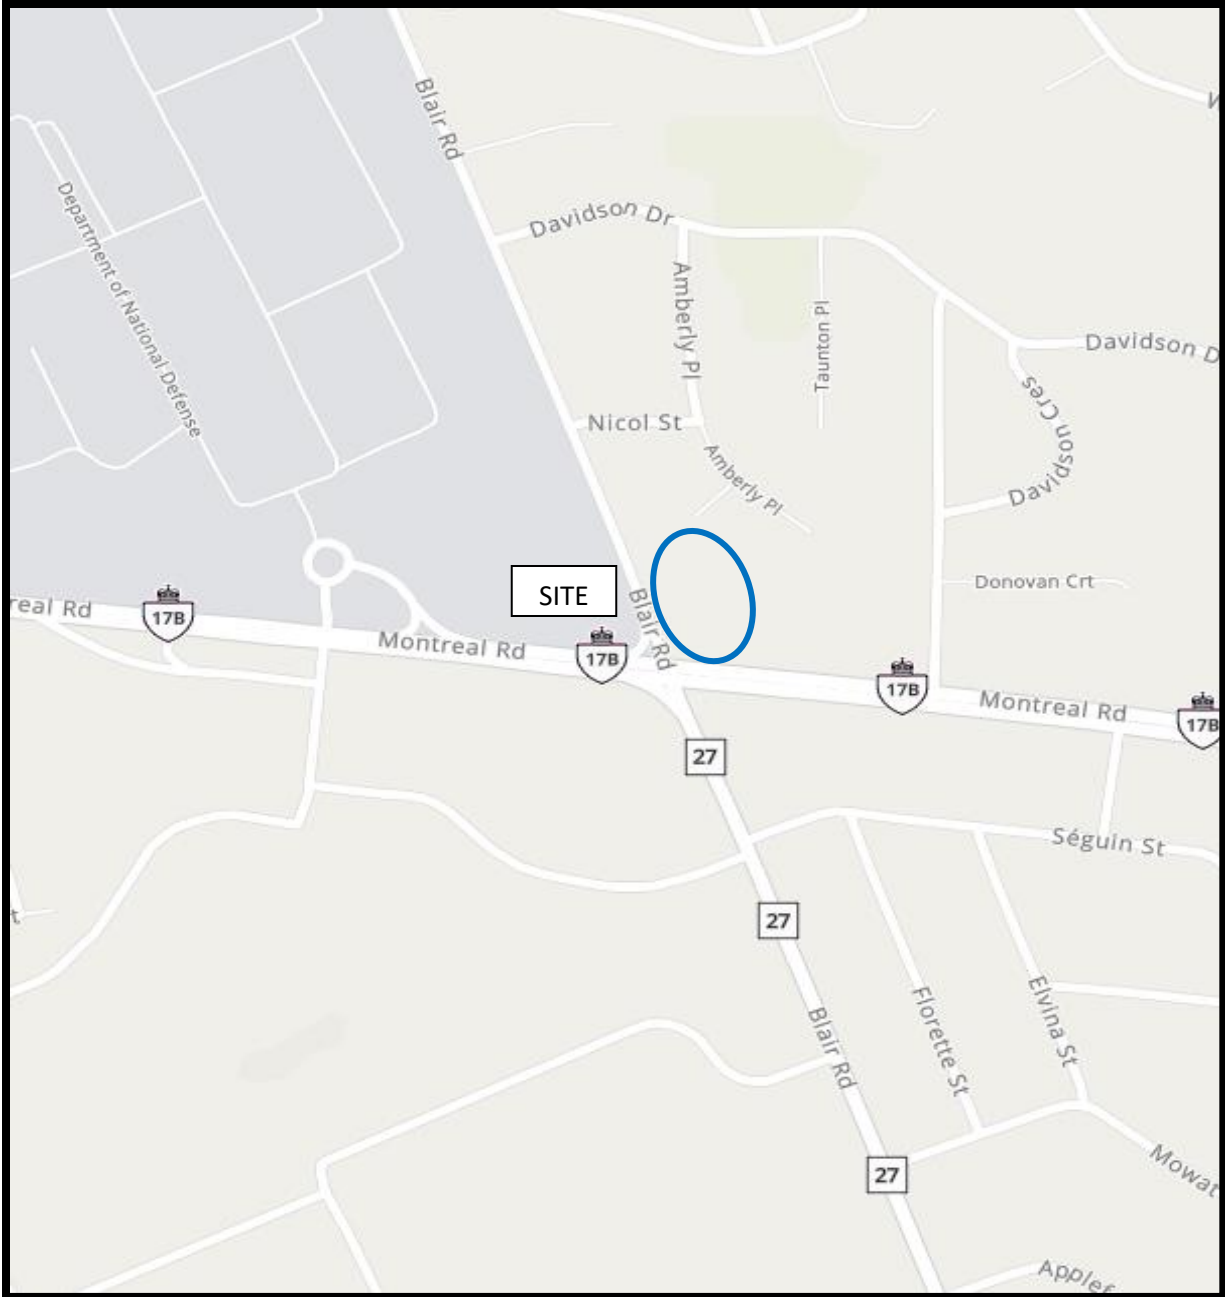 Blair Rd
Davidson Dr
Department of National Defense
Amberly Pl
Taunton Pl
Davidson D
Davidson Cres
Nicol St
Amberly Pl
SITE
Donovan Crt
real Rd
17B
Blair Rd
Montreal Rd
17B
17B
Montreal Rd
17B
27
Séguin St
27
Blair Rd
Florette St
Elvina St
27
Mowat
Applef